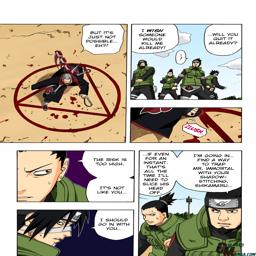 BUT IT'S
JUST NOT
POSSIBLE...
EH?!
I WISH
SOMEONE
WOULD
KILL ME
ALREADY!
...WILL YOU
QUIT IT
ALREADY?
THE RISK IS
TOO HIGH.
IT'S NOT
LIKE YOU...
I SHOULD
GO IN WITH
YOU...
...IF EVEN
FOR AN
INSTANT.
THAT'S ALL
THE TIME
I'LL NEED
TO SLICE
HIS HEAD
OFF.
I'M GOING IN...
FIND A WAY
TO TRAP
MR. IMMORTAL
WITH YOUR
SHADOW-
STITCHING,
SHIKAMARU...